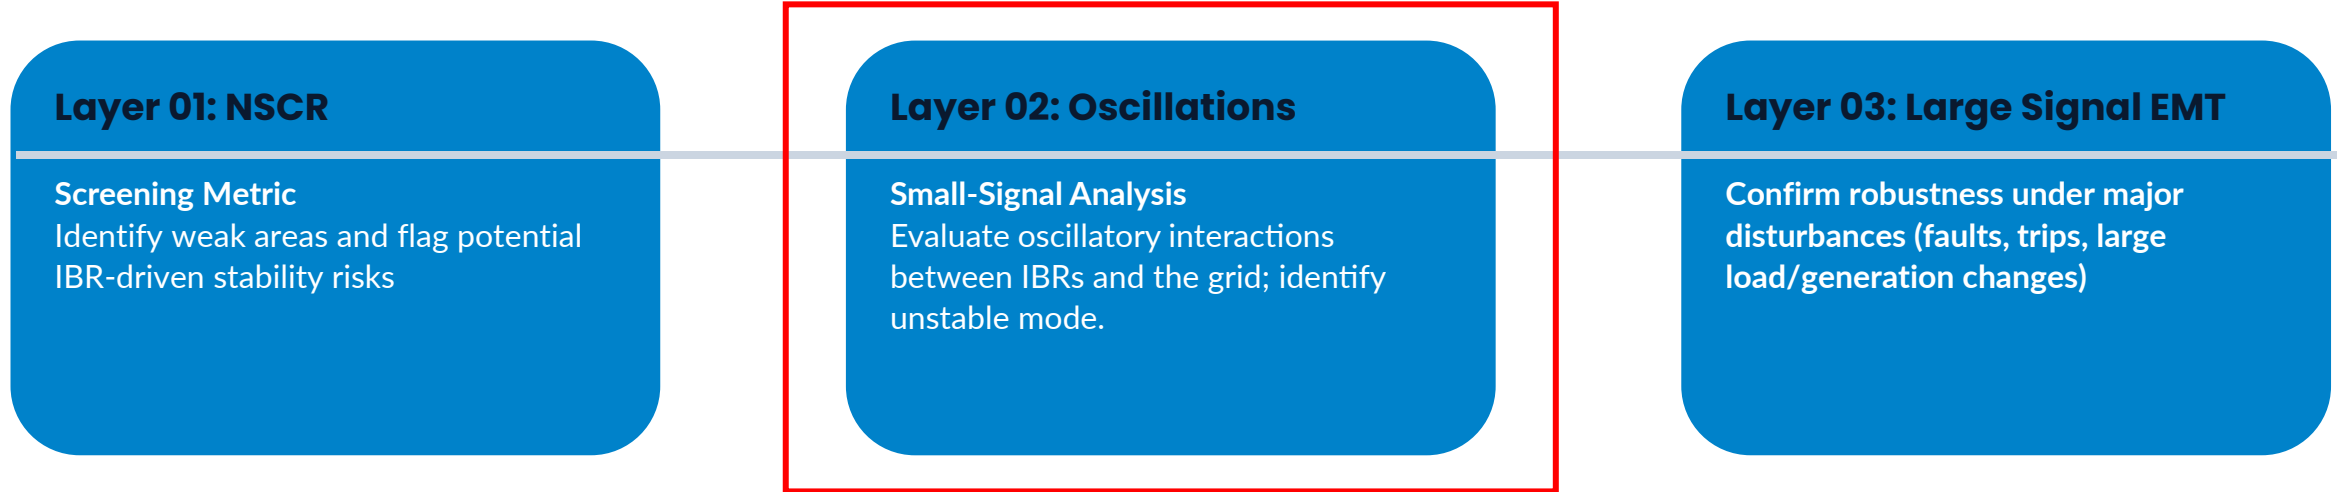 Layer 01: NSCR
Screening Metric
Identify weak areas and flag potential
IBR-driven stability risks
Layer 02: Oscillations
Small-Signal Analysis
Evaluate oscillatory interactions
between IBRs and the grid; identify
unstable mode.
Layer 03: Large Signal EMT
Confirm robustness under major
disturbances (faults, trips, large
load/generation changes)